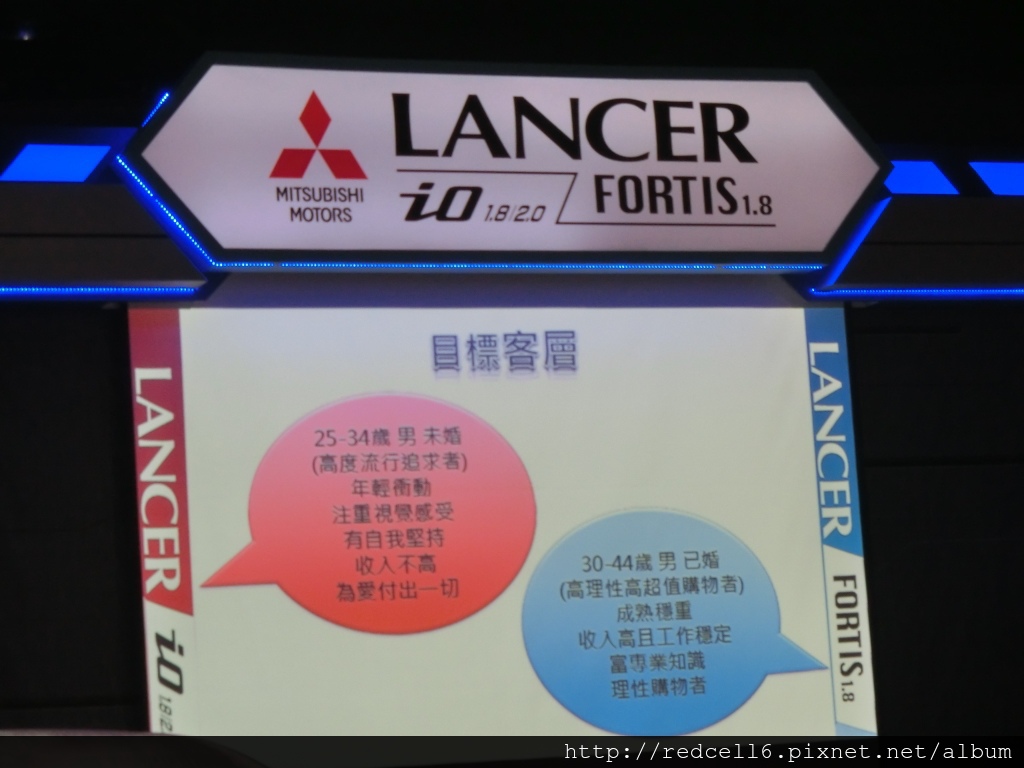 LANCER
MITSUBISHI
MOTORS
iO 1.8/2.0
FORTIS 1.8
目標客層
LANCER
iO 1.8/2
25-34歲 男 未婚
(高度流行追求者)
年輕衝動
注重視覺感受
有自我堅持
收入不高
為愛付出一切
30-44歲 男 已婚
(高理性高超值購物者)
成熟穩重
收入高且工作穩定
富專業知識
理性購物者
LANCER
FORTIS 1.8
http://redcell6.pixnet.net/album